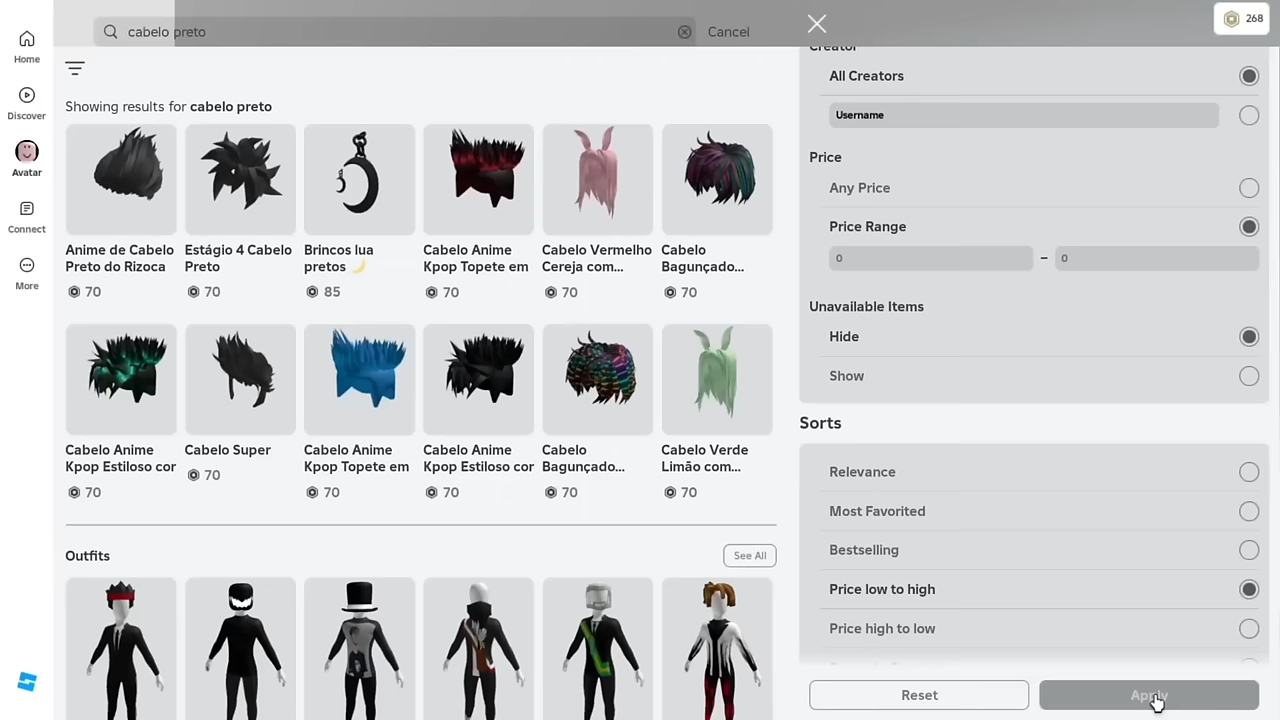 cabelo preto
Cancel
268
Home
Discover
Avatar
Connect
More
Showing results for cabelo preto
Anime de Cabelo
Preto do Rizoca
70
Estágio 4 Cabelo
Preto
70
Brincos lua
pretos 🌙
85
Cabelo Anime
Kpop Topete em
70
Cabelo Vermelho
Cereja com...
70
Cabelo
Bagunçado...
70
Cabelo Anime
Kpop Estiloso cor
70
Cabelo Super
70
Cabelo Anime
Kpop Topete em
70
Cabelo Anime
Kpop Estiloso cor
70
Cabelo
Bagunçado...
70
Cabelo Verde
Limão com...
70
Outfits
See All
Creator
All Creators
Username
Price
Any Price
Price Range
0 – 0
Unavailable Items
Hide
Show
Sorts
Relevance
Most Favorited
Bestselling
Price low to high
Price high to low
Reset
Apply